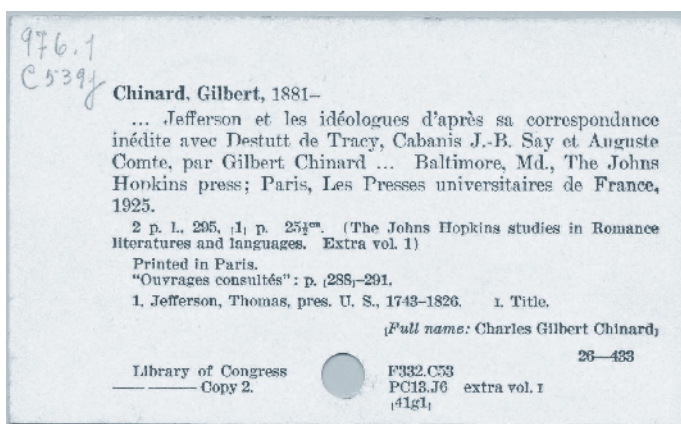 976.1
C539j
Chinard, Gilbert, 1881–
... Jefferson et les idéologues d'après sa correspondance
inédite avec Destutt de Tracy, Cabanis J.-B. Say et Auguste
Comte, par Gilbert Chinard ... Baltimore, Md., The Johns
Hopkins press; Paris, Les Presses universitaires de France,
1925.
2 p. l., 295, [1] p. 25½ᶜᵐ. (The Johns Hopkins studies in Romance
literatures and languages. Extra vol. 1)
Printed in Paris.
"Ouvrages consultés": p. [288]–291.
1. Jefferson, Thomas, pres. U. S., 1743–1826. I. Title.
[Full name: Charles Gilbert Chinard]
26—433
Library of Congress F332.C53
—— —— Copy 2. PC13.J6 extra vol. I
[41g1]